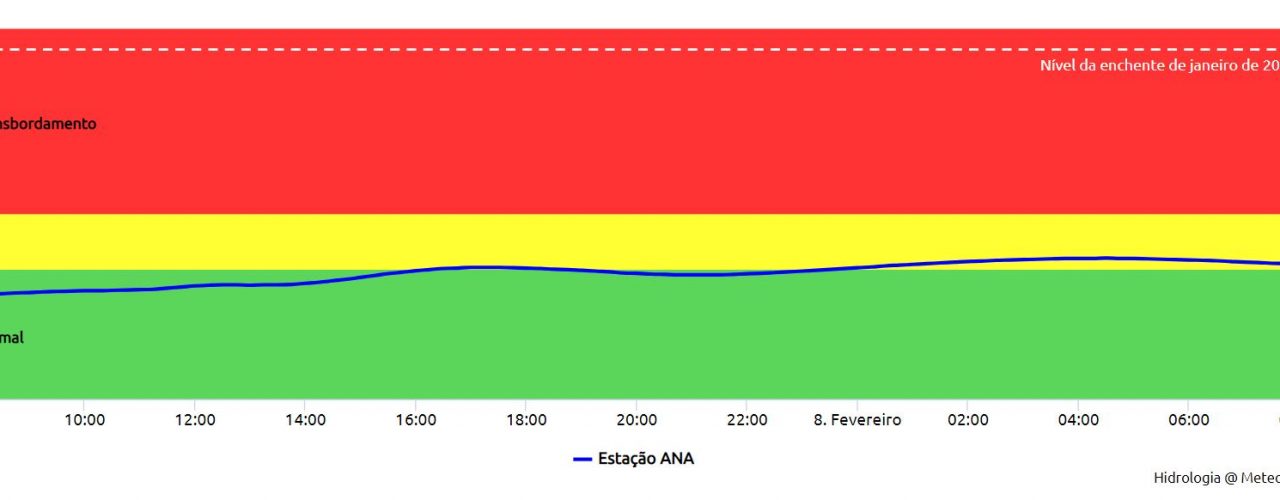 Nível da enchente de janeiro de 20
nsbordamento
mal
10:00 12:00 14:00 16:00 18:00 20:00 22:00 8. Fevereiro 02:00 04:00 06:00
Estação ANA
Hidrologia @ Meteo